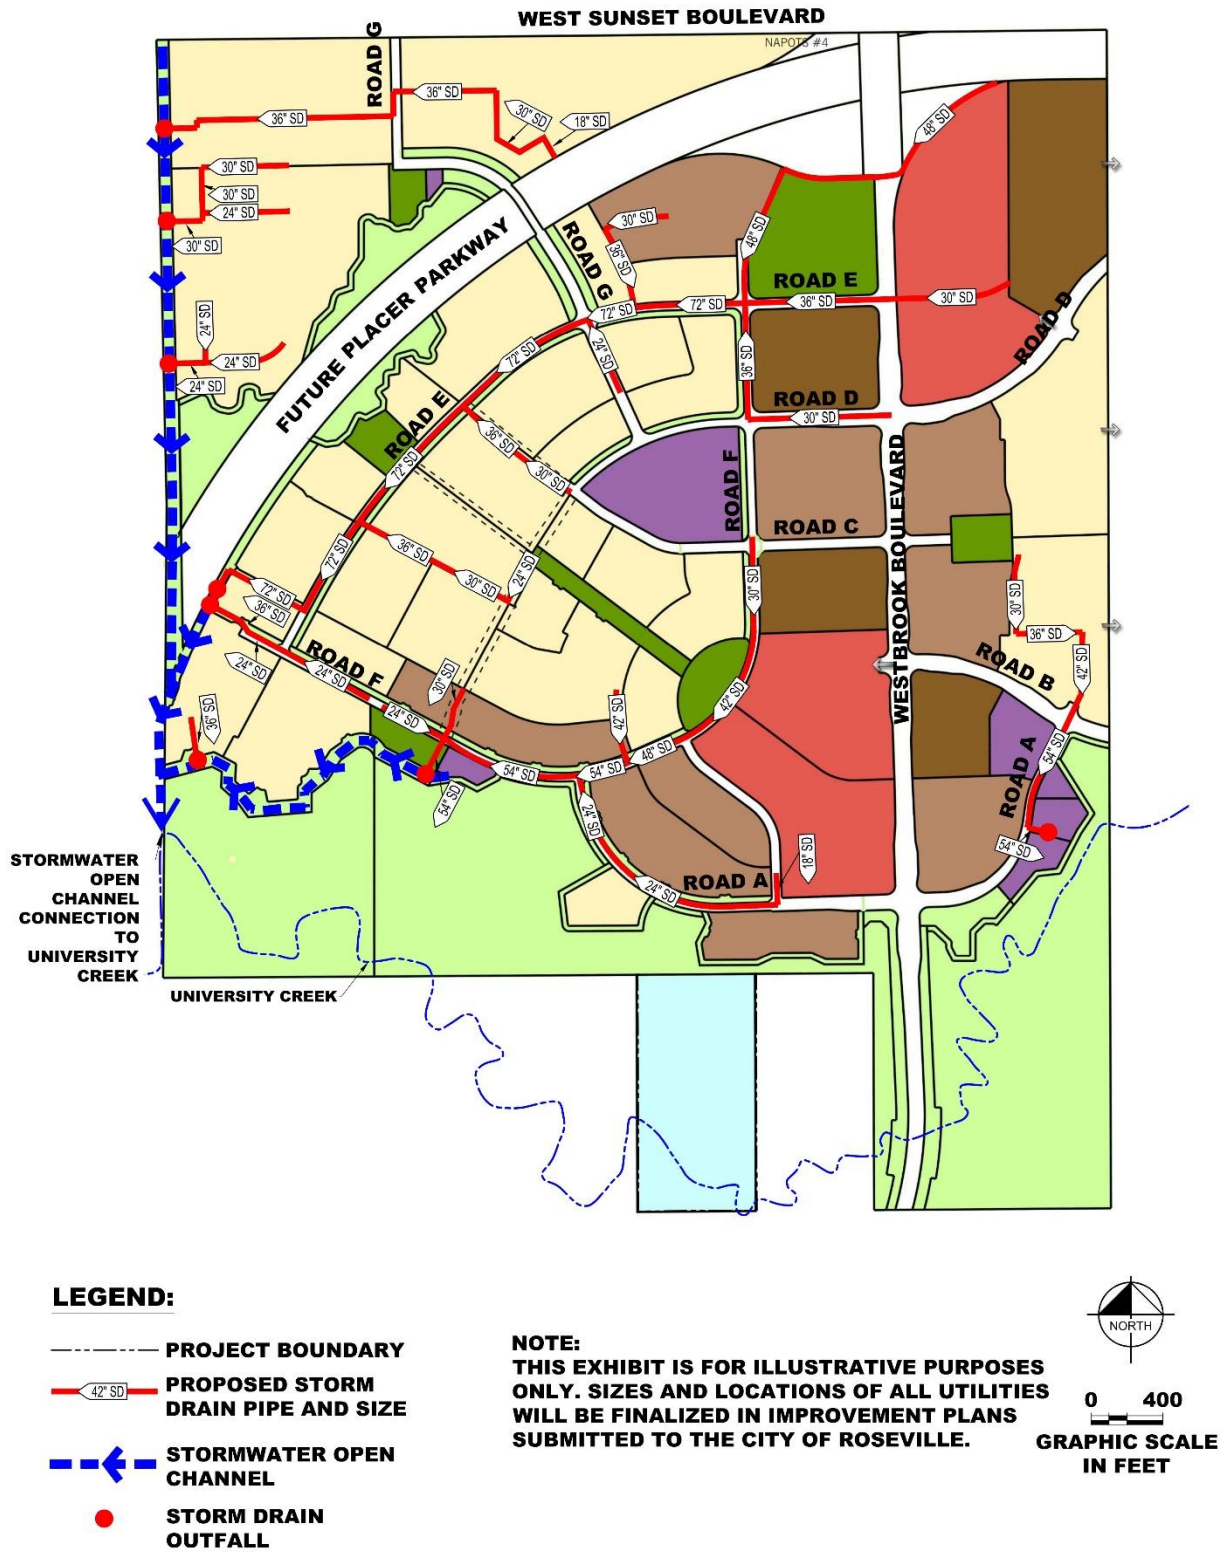 WEST SUNSET BOULEVARD
NAPOTS #4
ROAD G
36" SD
30" SD
18" SD
36" SD
48" SD
30" SD
30" SD
24" SD
30" SD
FUTURE PLACER PARKWAY
ROAD G
30" SD
36" SD
48" SD
ROAD E
72" SD
72" SD
36" SD
30" SD
24" SD
24" SD
24" SD
72" SD
24" SD
36" SD
ROAD D
ROAD D
30" SD
ROAD E
72" SD
36" SD
30" SD
ROAD F
WESTBROOK BOULEVARD
ROAD C
72" SD
36" SD
30" SD
24" SD
72" SD
36" SD
24" SD
30" SD
30" SD
36" SD
42" SD
ROAD F
24" SD
30" SD
42" SD
ROAD B
36" SD
24" SD
42" SD
48" SD
54" SD
54" SD
54" SD
54" SD
ROAD A
54" SD
24" SD
24" SD
ROAD A
18" SD
STORMWATER
OPEN
CHANNEL
CONNECTION
TO
UNIVERSITY
CREEK
UNIVERSITY CREEK
LEGEND:
PROJECT BOUNDARY
42" SD
PROPOSED STORM
DRAIN PIPE AND SIZE
STORMWATER OPEN
CHANNEL
STORM DRAIN
OUTFALL
NOTE:
THIS EXHIBIT IS FOR ILLUSTRATIVE PURPOSES
ONLY. SIZES AND LOCATIONS OF ALL UTILITIES
WILL BE FINALIZED IN IMPROVEMENT PLANS
SUBMITTED TO THE CITY OF ROSEVILLE.
NORTH
0 400
GRAPHIC SCALE
IN FEET